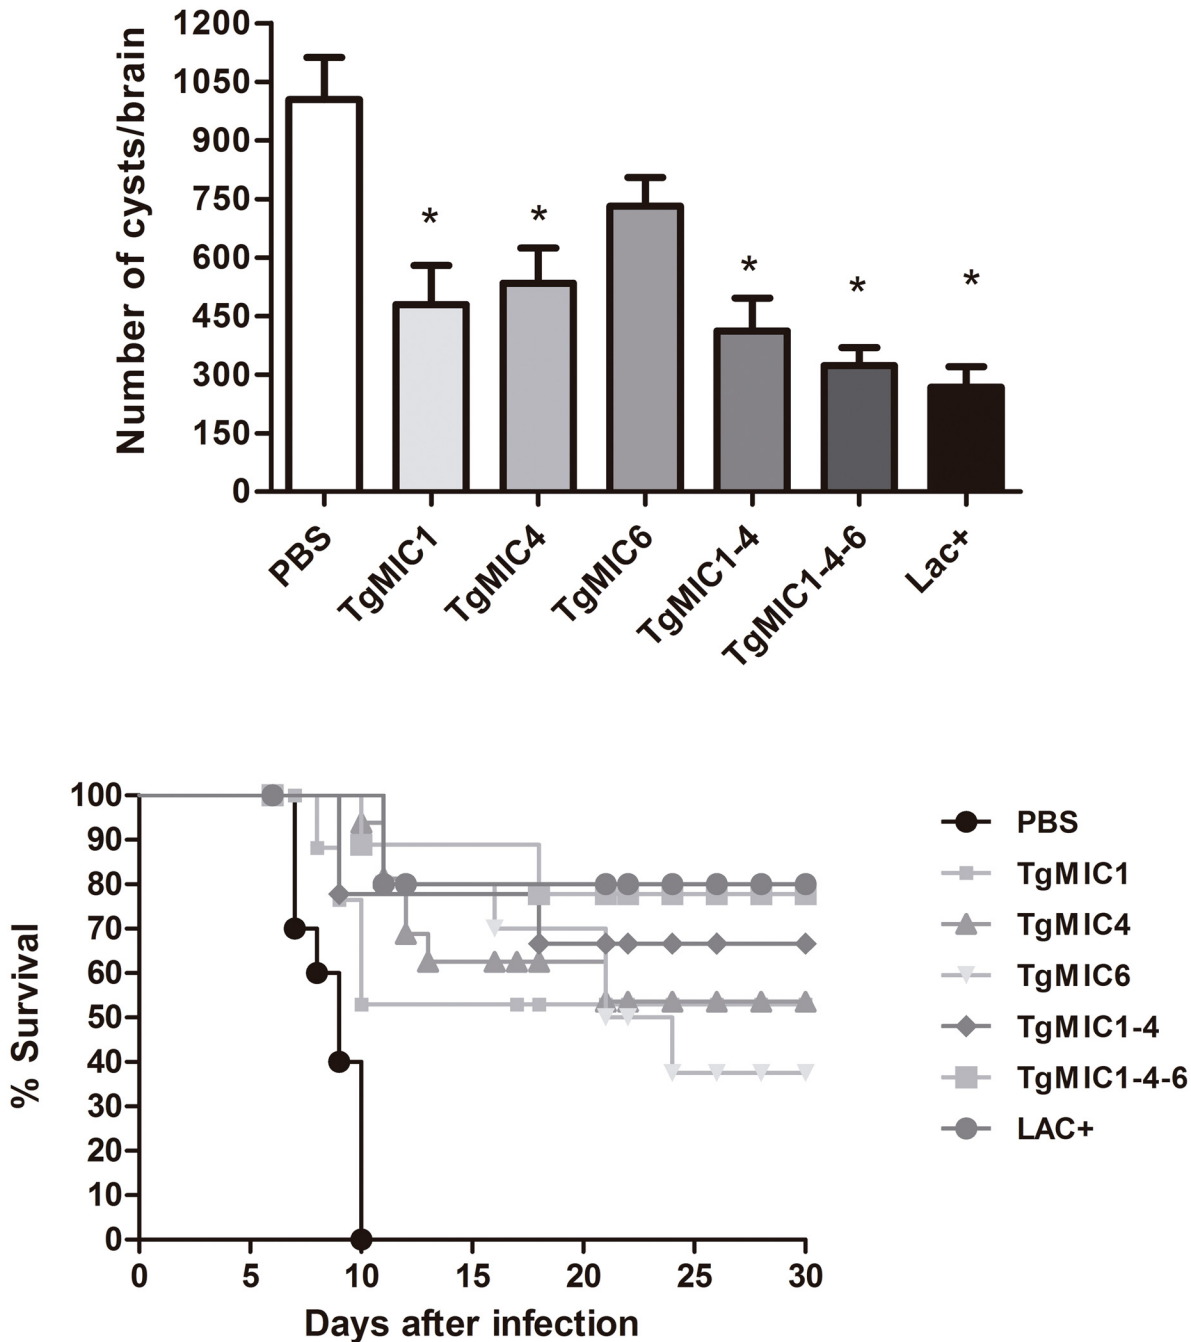 Number of cysts/brain
1200
1050
900
750
600
450
300
150
0
*
*
*
*
*
PBS
TgMIC1
TgMIC4
TgMIC6
TgMIC1-4
TgMIC1-4-6
Lac+
% Survival
100
90
80
70
60
50
40
30
20
10
0
0 5 10 15 20 25 30
Days after infection
PBS
TgMIC1
TgMIC4
TgMIC6
TgMIC1-4
TgMIC1-4-6
LAC+